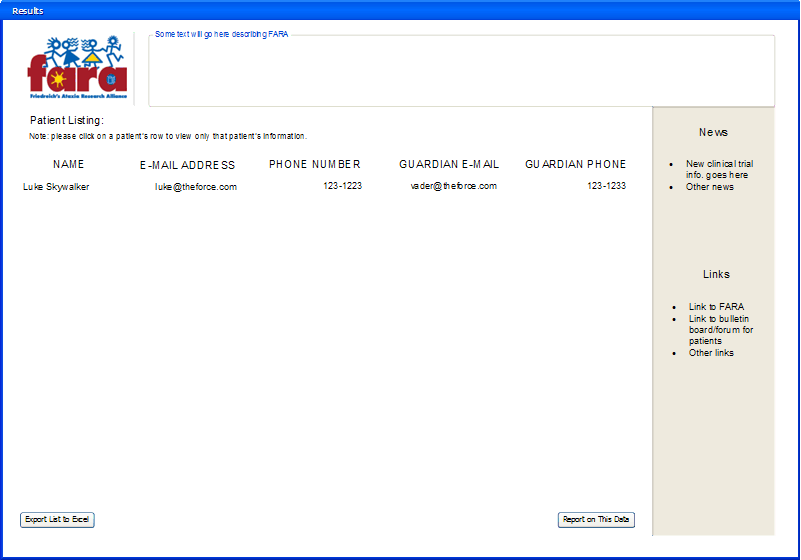 Results
Some text will go here describing FARA
fara
Friedreich's Ataxia Research Alliance
Patient Listing:
Note: please click on a patient's row to view only that patient's information.
NAME E-MAIL ADDRESS PHONE NUMBER GUARDIAN E-MAIL GUARDIAN PHONE
Luke Skywalker luke@theforce.com 123-1223 vader@theforce.com 123-1233
News
• New clinical trial
info. goes here
• Other news
Links
• Link to FARA
• Link to bulletin
board/forum for
patients
• Other links
Export List to Excel
Report on This Data